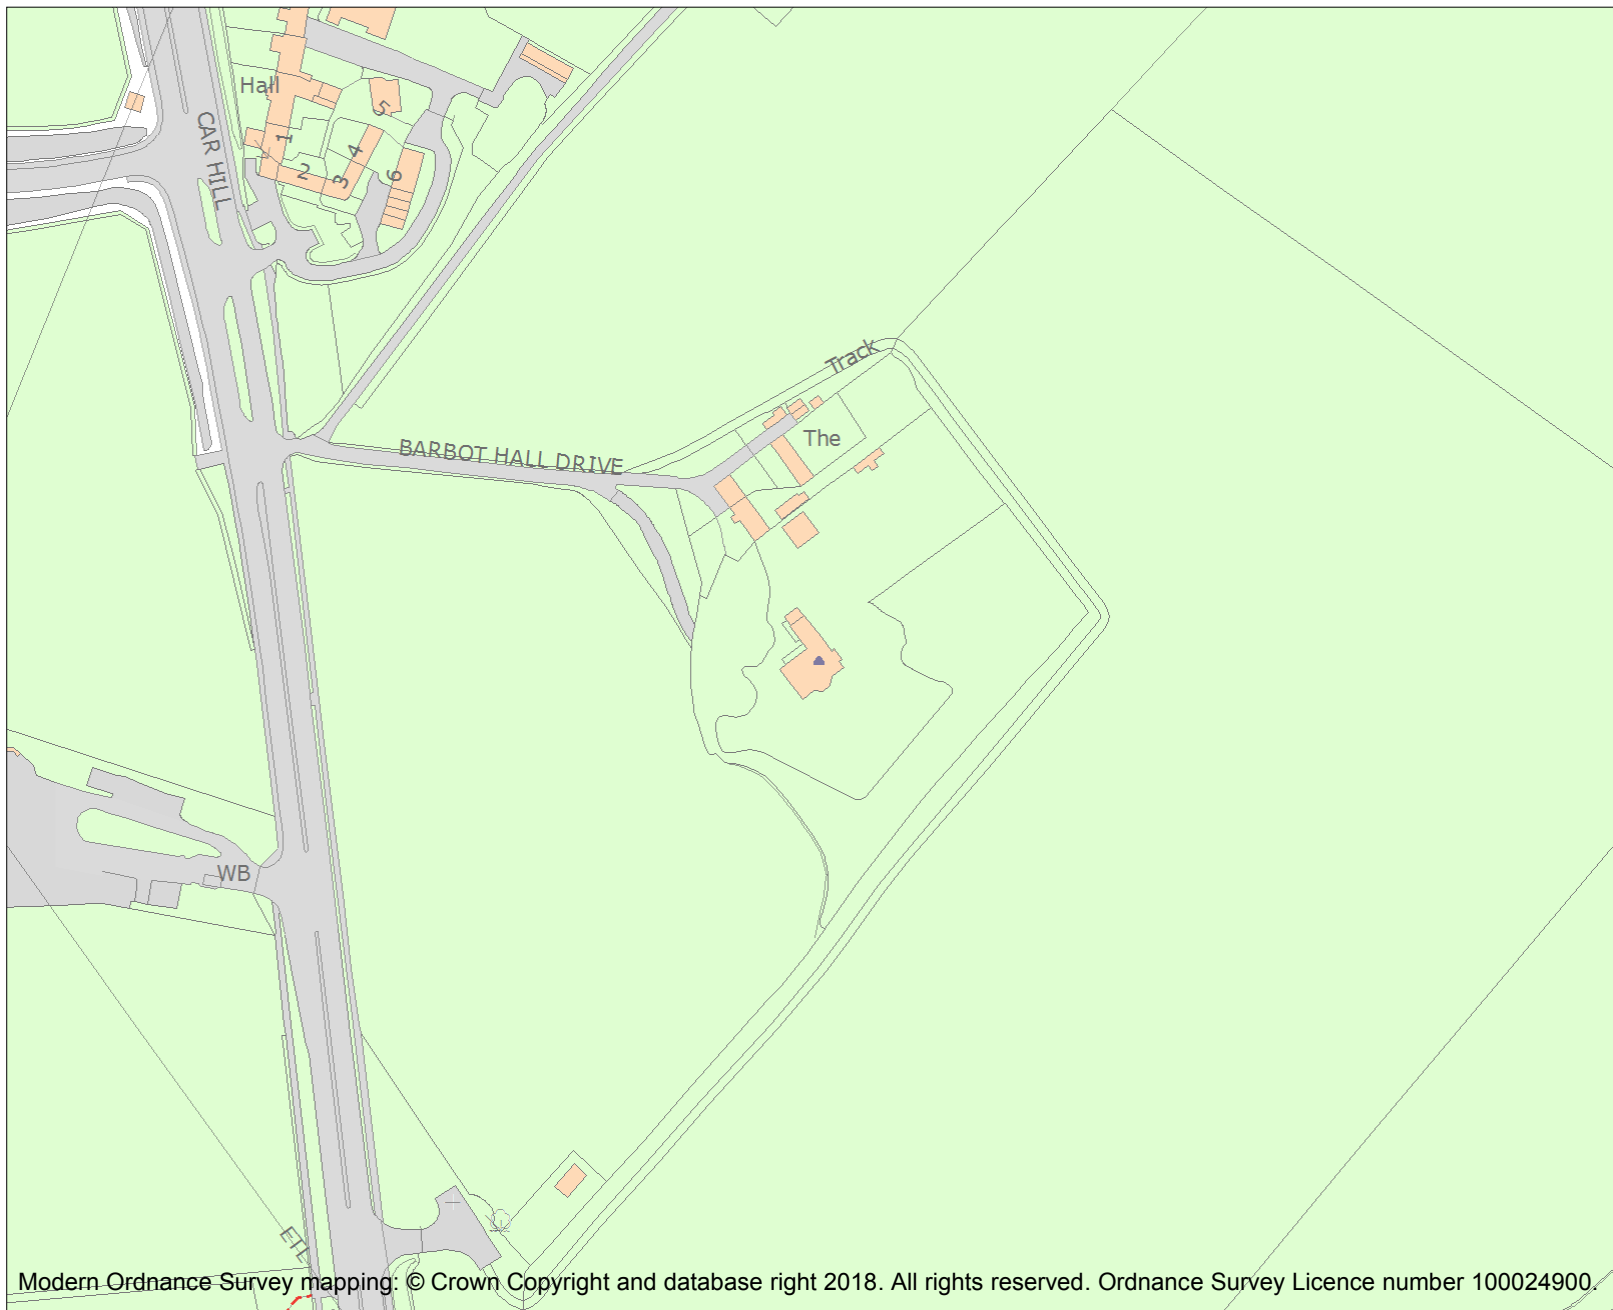 Hall
5
CAR HILL
1
4
2
3
6
Track
The
BARBOT HALL DRIVE
WB
ETL
Modern Ordnance Survey mapping: © Crown Copyright and database right 2018. All rights reserved. Ordnance Survey Licence number 100024900.